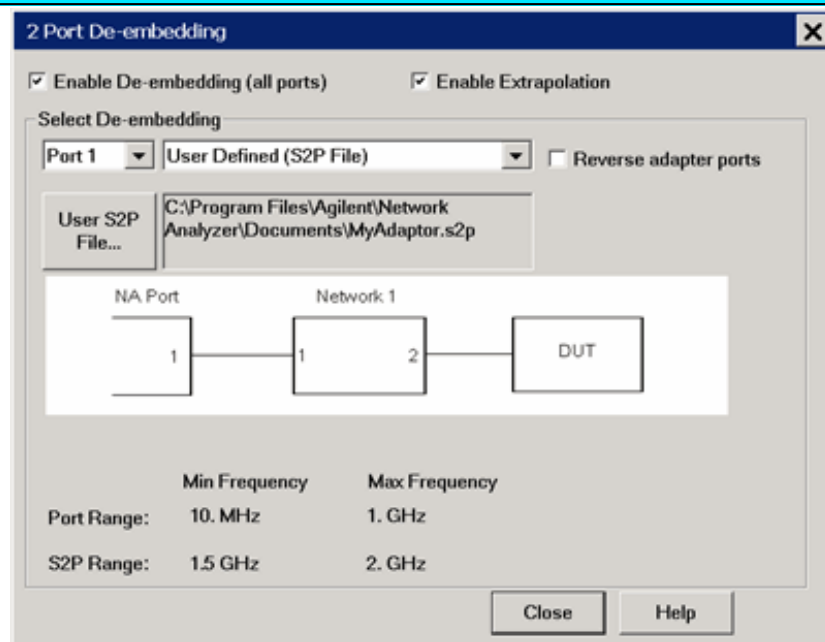 2 Port De-embedding
Enable De-embedding (all ports)
Enable Extrapolation
Select De-embedding
Port 1
User Defined (S2P File)
Reverse adapter ports
User S2P
File...
C:\Program Files\Agilent\Network
Analyzer\Documents\MyAdaptor.s2p
NA Port
Network 1
1
1
2
DUT
Min Frequency
Max Frequency
Port Range:
10. MHz
1. GHz
S2P Range:
1.5 GHz
2. GHz
Close
Help